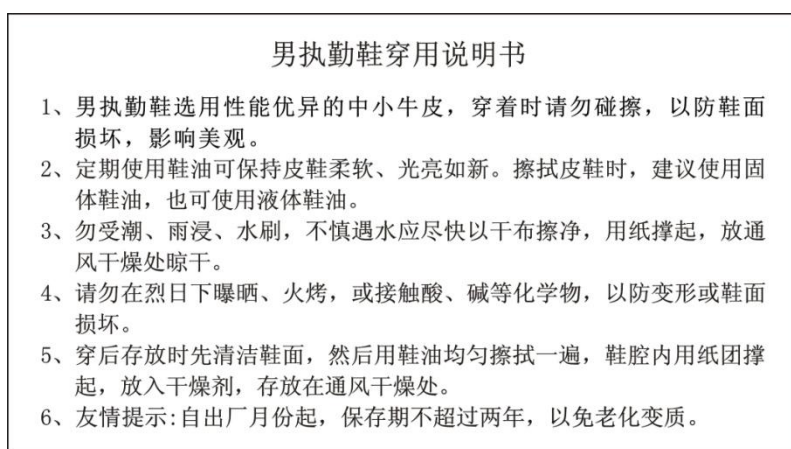 男执勤鞋穿用说明书
1、男执勤鞋选用性能优异的中小牛皮，穿着时请勿碰擦，以防鞋面
损坏，影响美观。
2、定期使用鞋油可保持皮鞋柔软、光亮如新。擦拭皮鞋时，建议使用固
体鞋油，也可使用液体鞋油。
3、勿受潮、雨浸、水刷，不慎遇水应尽快以干布擦净，用纸撑起，放通
风干燥处晾干。
4、请勿在烈日下曝晒、火烤，或接触酸、碱等化学物，以防变形或鞋面
损坏。
5、穿后存放时先清洁鞋面，然后用鞋油均匀擦拭一遍，鞋腔内用纸团撑
起，放入干燥剂，存放在通风干燥处。
6、友情提示:自出厂月份起，保存期不超过两年，以免老化变质。